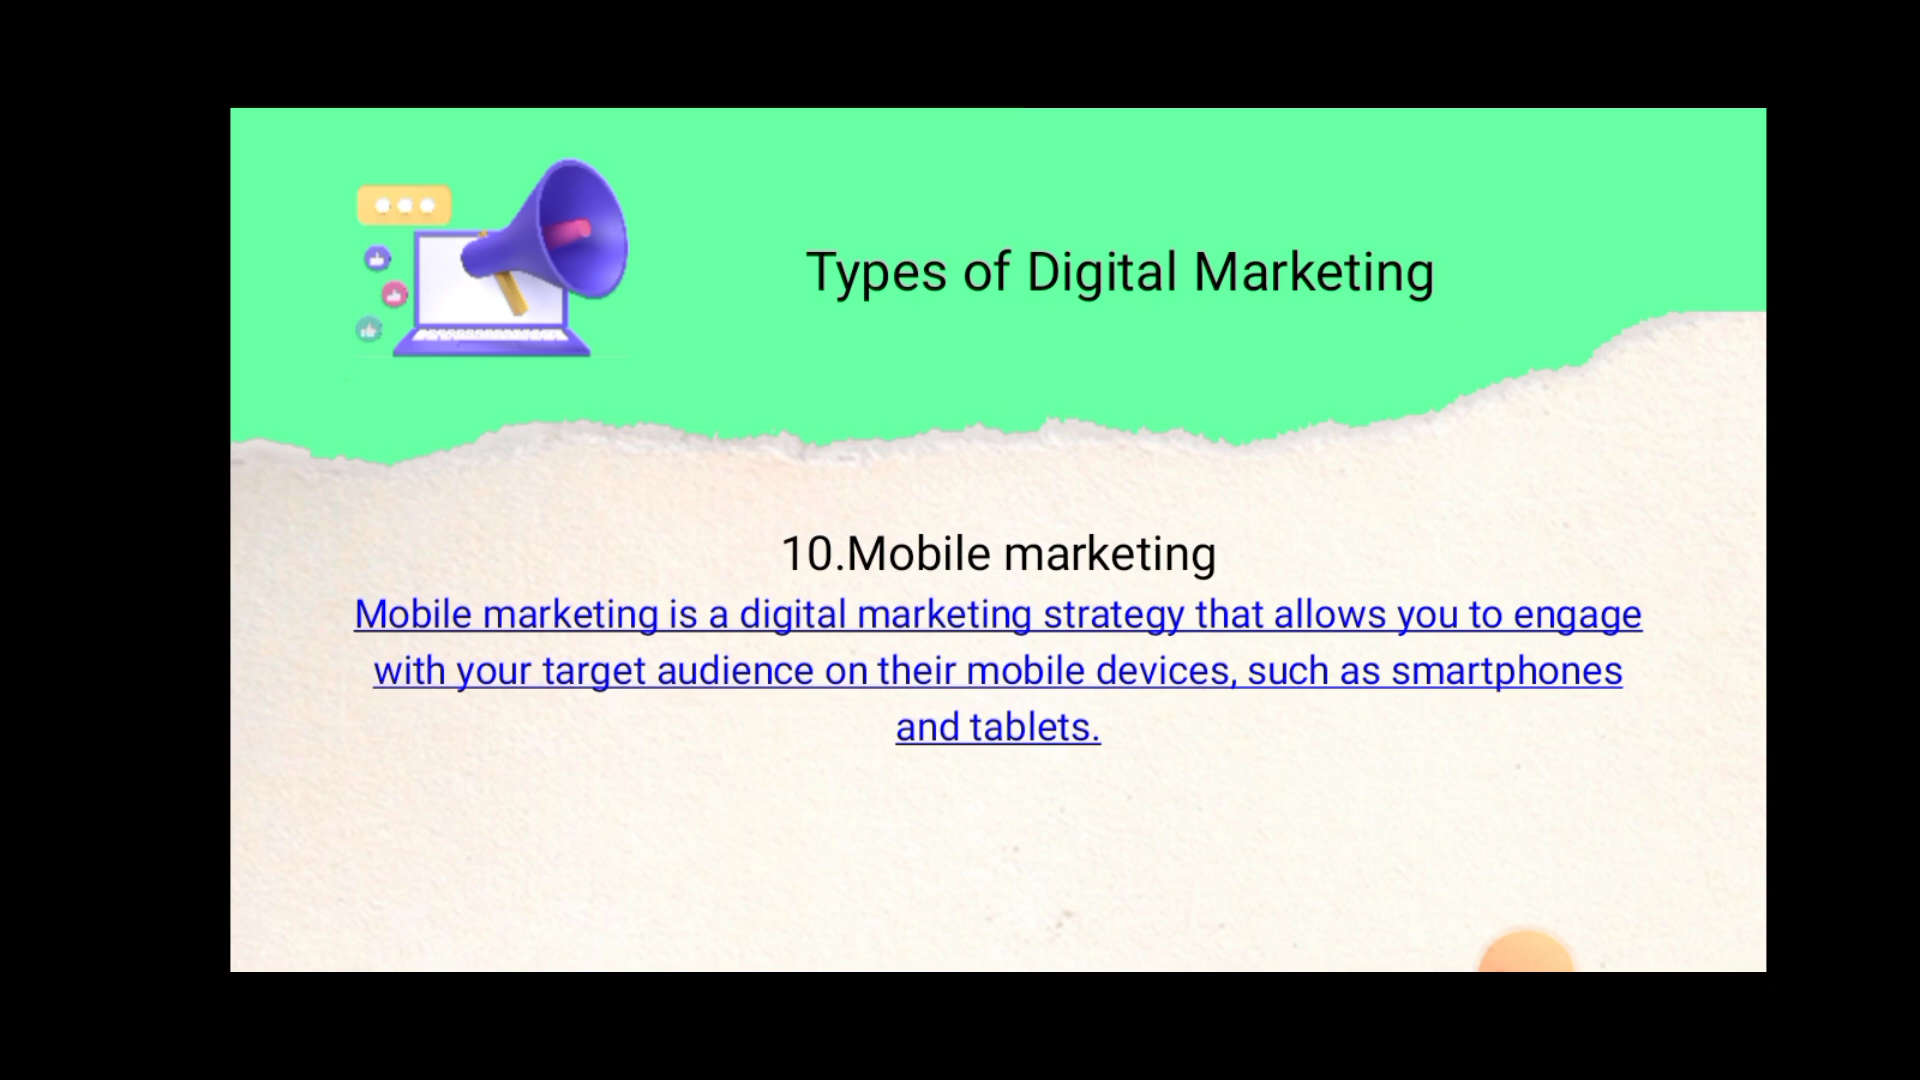 Types of Digital Marketing
10.Mobile marketing
Mobile marketing is a digital marketing strategy that allows you to engage
with your target audience on their mobile devices, such as smartphones
and tablets.